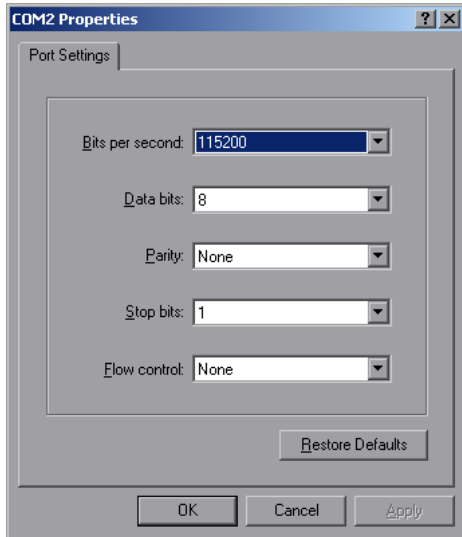 COM2 Properties
Port Settings
Bits per second: 115200
Data bits: 8
Parity: None
Stop bits: 1
Flow control: None
Restore Defaults
OK Cancel Apply